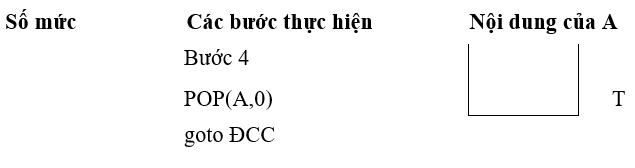 Số mức Các bước thực hiện Nội dung của A
Bước 4
POP(A,0) T
goto ĐCC